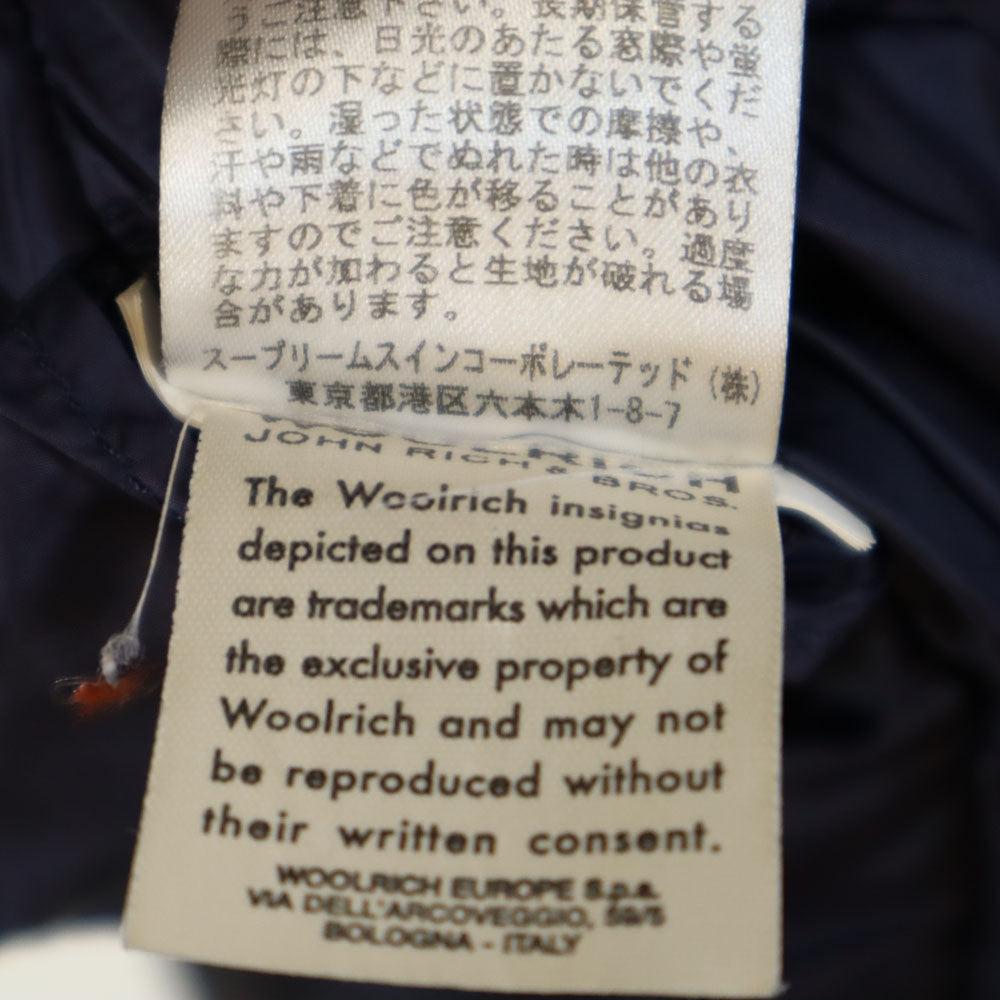 うご注意下さい。長期保管する
際には、日光のあたる窓際や蛍
光灯の下などに置かないでくだ
さい。湿った状態での摩擦や、
汗や雨などでぬれた時は他の衣
料や下着に色が移ることがあり
ますのでご注意ください。過度
な力が加わると生地が破れる場
合があります。
スープリームスインコーポレーテッド(株)
東京都港区六本木1-8-7
JOHN RICH & BROS.
The Woolrich insignias
depicted on this product
are trademarks which are
the exclusive property of
Woolrich and may not
be reproduced without
their written consent.
WOOLRICH EUROPE S.p.a.
VIA DELL'ARCOVEGGIO, 59/5
BOLOGNA - ITALY